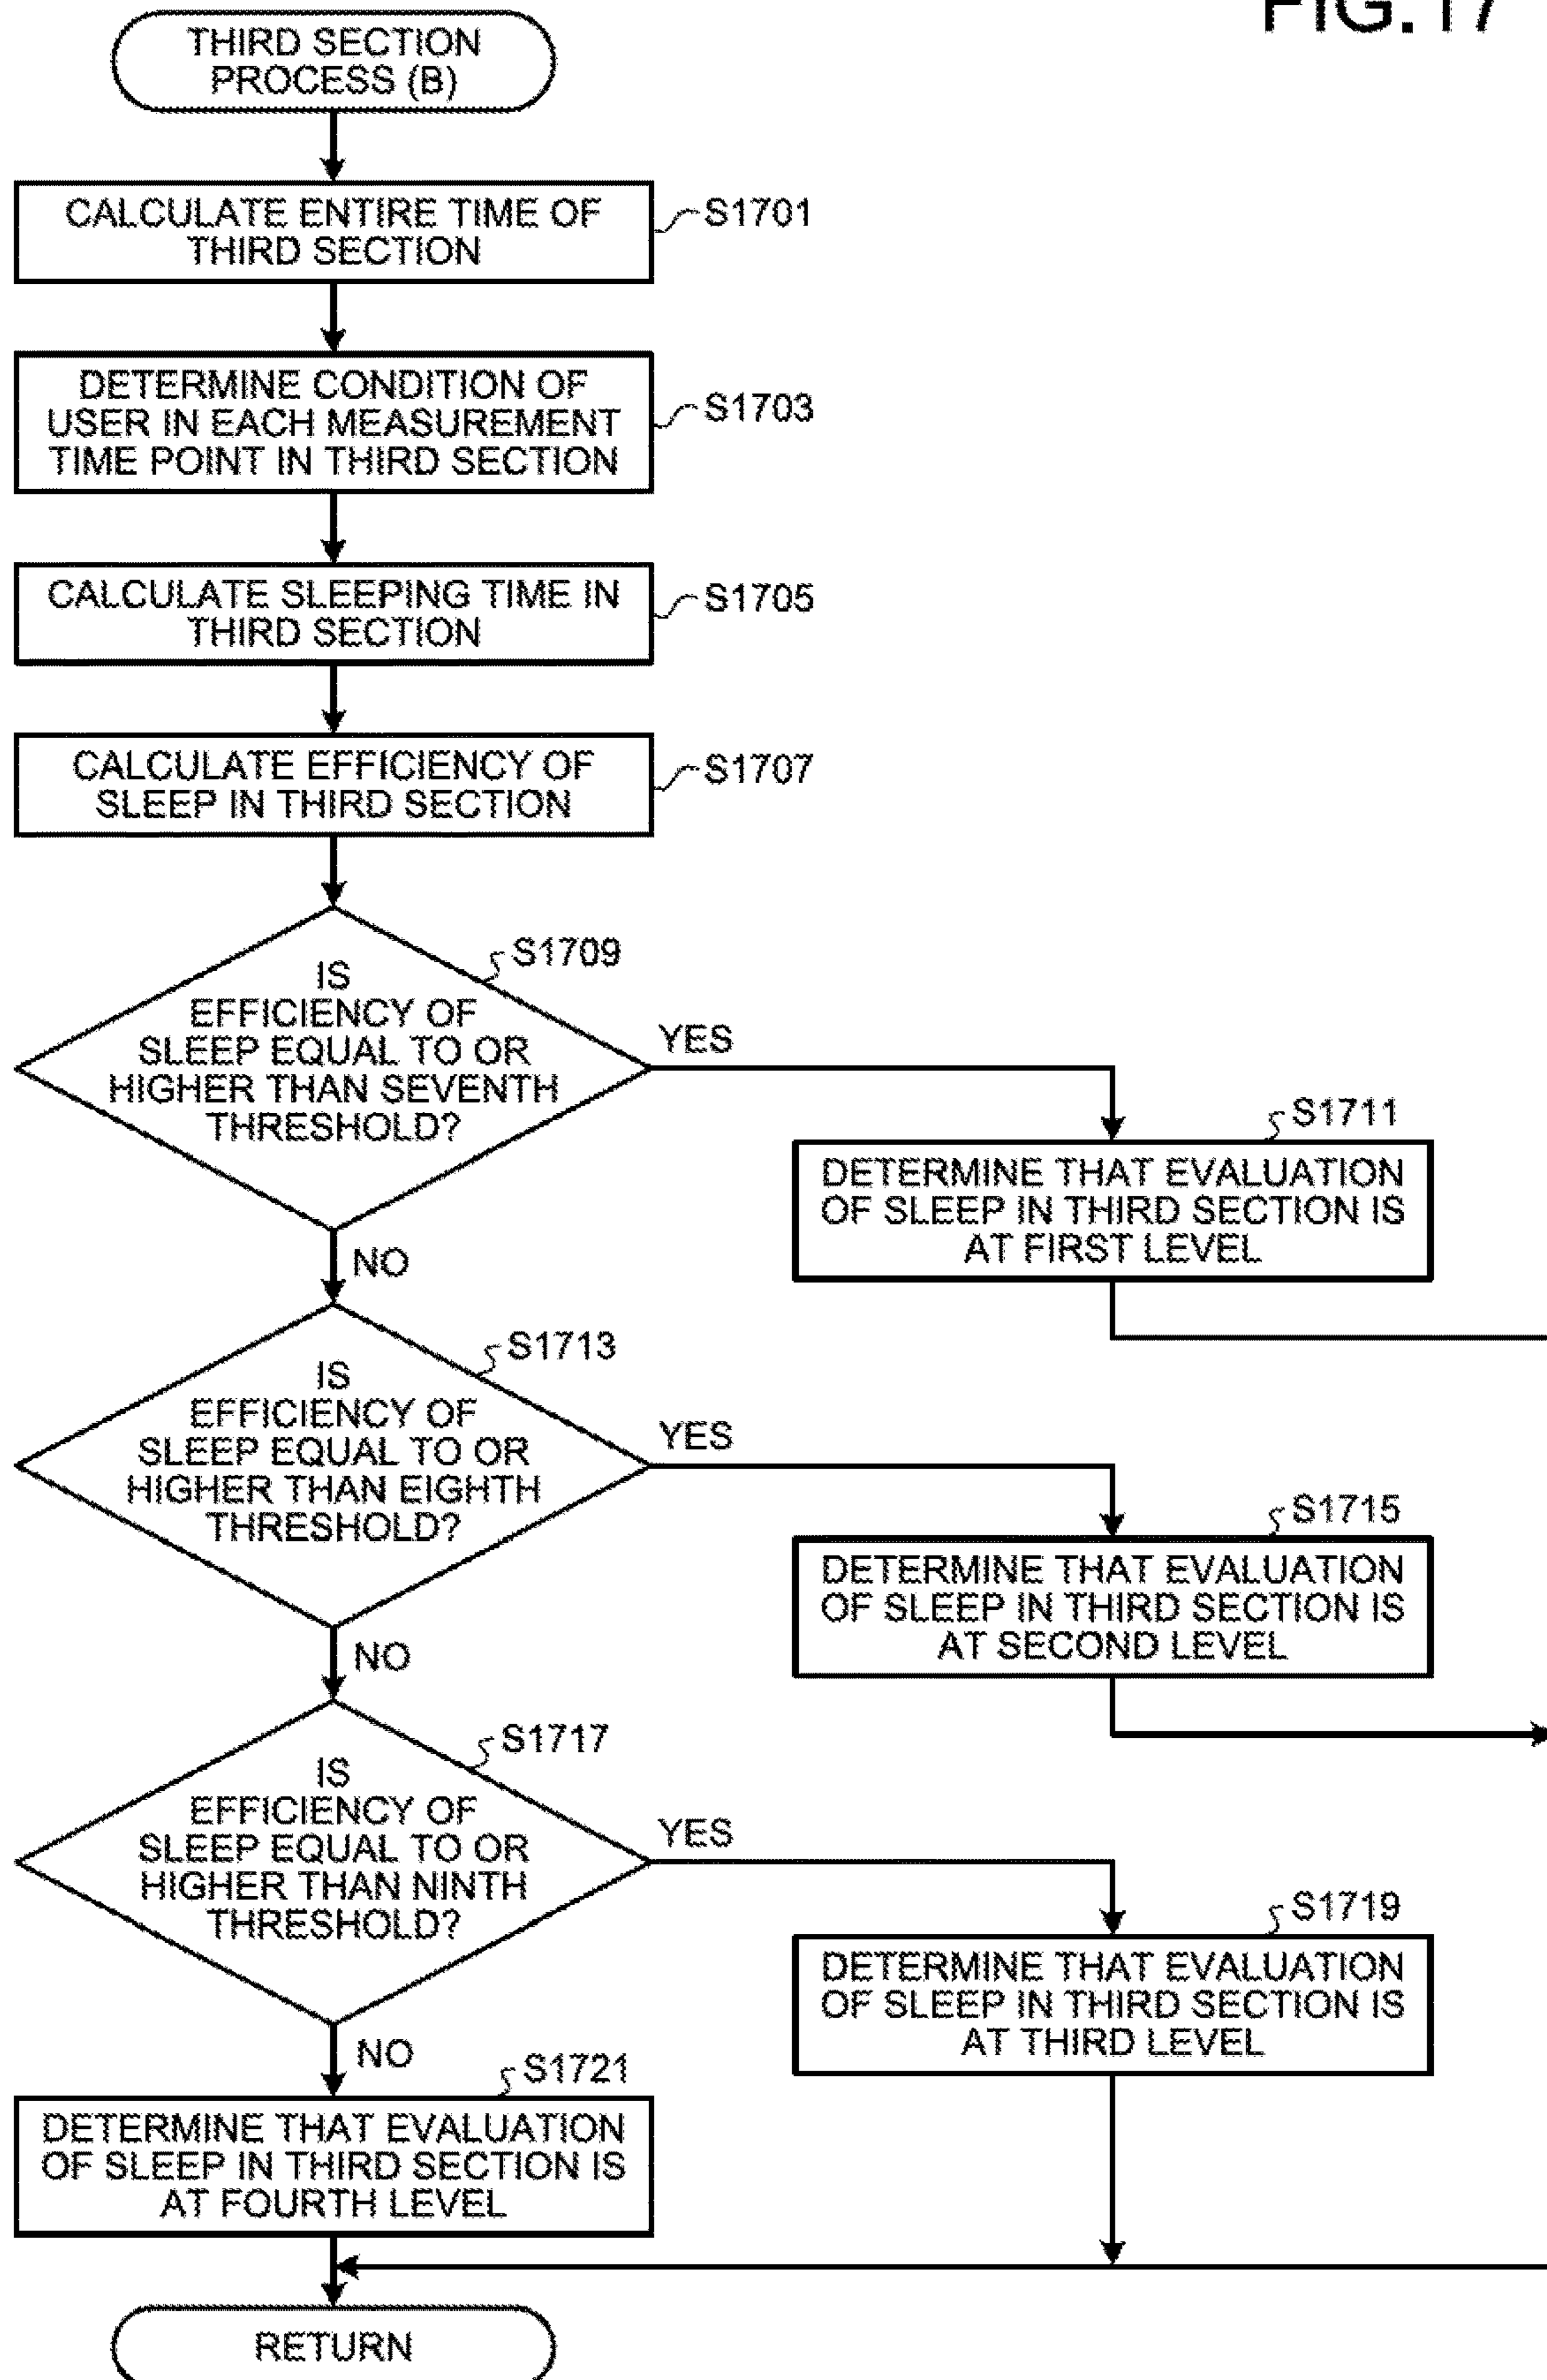 FIG.17
THIRD SECTION
PROCESS (B)
CALCULATE ENTIRE TIME OF
THIRD SECTION
S1701
DETERMINE CONDITION OF
USER IN EACH MEASUREMENT
TIME POINT IN THIRD SECTION
S1703
CALCULATE SLEEPING TIME IN
THIRD SECTION
S1705
CALCULATE EFFICIENCY OF
SLEEP IN THIRD SECTION
S1707
S1709
IS
EFFICIENCY OF
SLEEP EQUAL TO OR
HIGHER THAN SEVENTH
THRESHOLD?
YES
NO
S1711
DETERMINE THAT EVALUATION
OF SLEEP IN THIRD SECTION IS
AT FIRST LEVEL
S1713
IS
EFFICIENCY OF
SLEEP EQUAL TO OR
HIGHER THAN EIGHTH
THRESHOLD?
YES
NO
S1715
DETERMINE THAT EVALUATION
OF SLEEP IN THIRD SECTION IS
AT SECOND LEVEL
S1717
IS
EFFICIENCY OF
SLEEP EQUAL TO OR
HIGHER THAN NINTH
THRESHOLD?
YES
NO
S1719
DETERMINE THAT EVALUATION
OF SLEEP IN THIRD SECTION IS
AT THIRD LEVEL
S1721
DETERMINE THAT EVALUATION
OF SLEEP IN THIRD SECTION IS
AT FOURTH LEVEL
RETURN